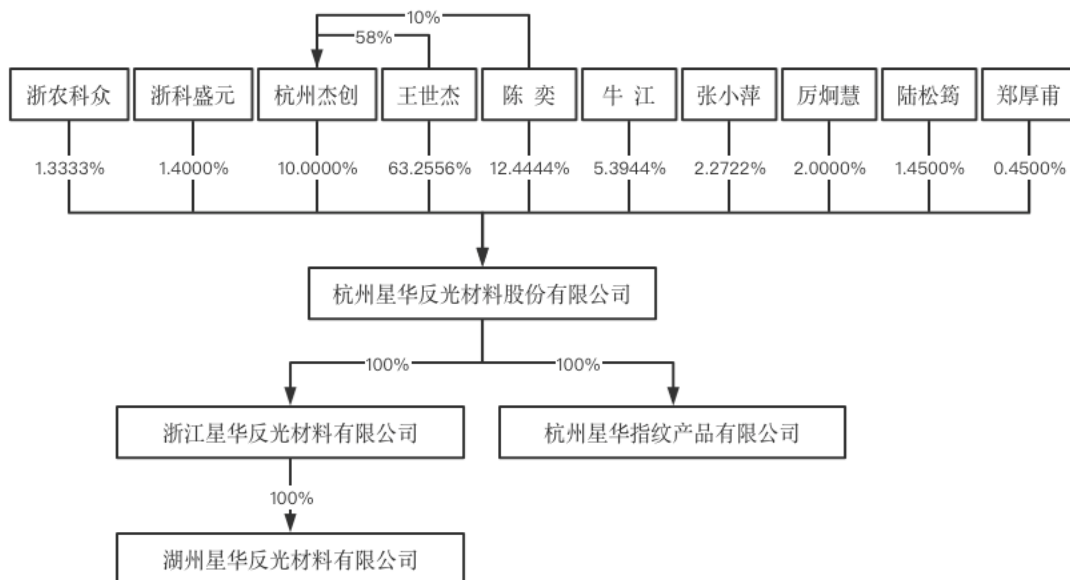 10%
58%
浙农科众
浙科盛元
杭州杰创
王世杰
陈 奕
牛 江
张小萍
厉炯慧
陆松筠
郑厚甫
1.3333%
1.4000%
10.0000%
63.2556%
12.4444%
5.3944%
2.2722%
2.0000%
1.4500%
0.4500%
杭州星华反光材料股份有限公司
100%
100%
浙江星华反光材料有限公司
杭州星华指纹产品有限公司
100%
湖州星华反光材料有限公司